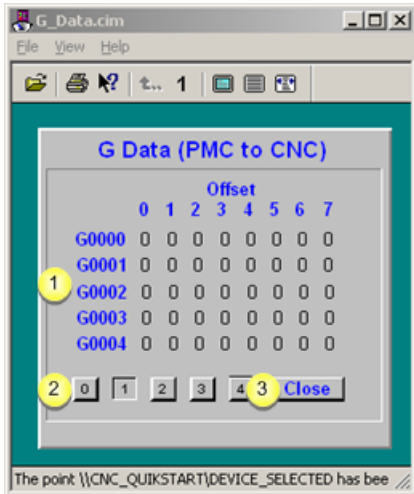 G_Data.cim
File View Help
1
G Data (PMC to CNC)
Offset
0 1 2 3 4 5 6 7
G0000 0 0 0 0 0 0 0 0
G0001 0 0 0 0 0 0 0 0
1
G0002 0 0 0 0 0 0 0 0
G0003 0 0 0 0 0 0 0 0
G0004 0 0 0 0 0 0 0 0
2 0 1 2 3 4 3 Close
The point \\CNC_QUIKSTART\DEVICE_SELECTED has bee